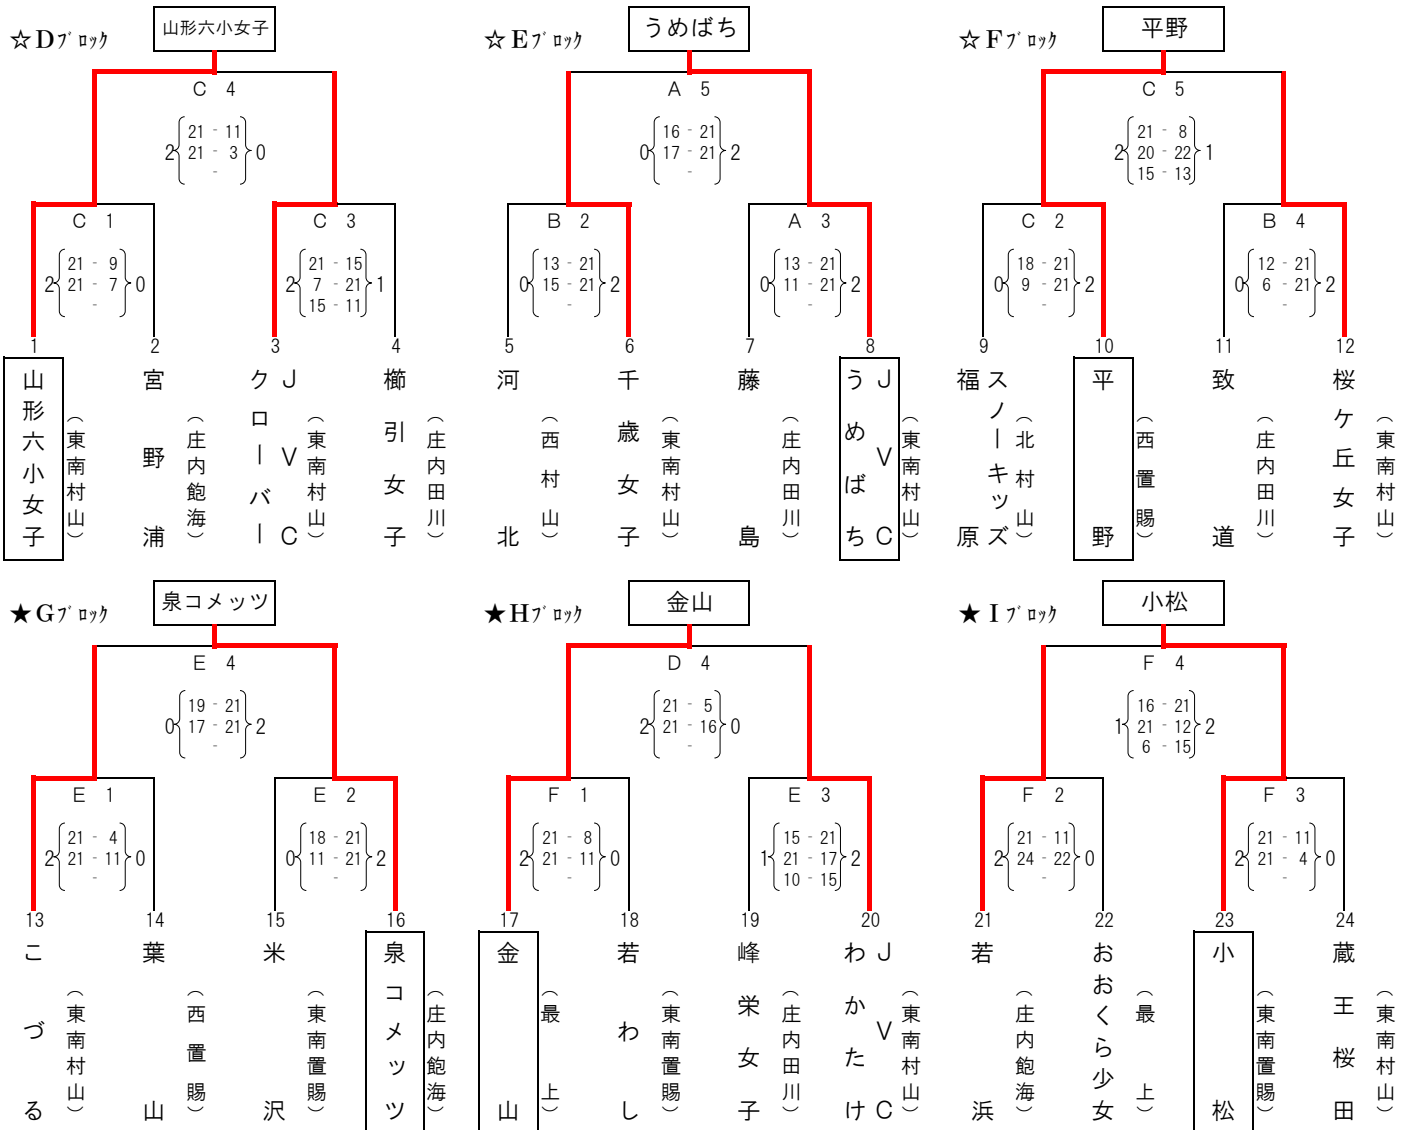 ☆Dブロック
山形六小女子
C 4
2 21 - 11 0
21 - 3
-
C 1
2 21 - 9 0
21 - 7
-
C 3
2 21 - 15 1
7 - 21
15 - 11
1
山形六小女子
（東南村山）
2
宮野浦
（庄内飽海）
3
JVC
クローバー
（東南村山）
4
櫛引女子
（庄内田川）
☆Eブロック
うめばち
A 5
0 16 - 21 2
17 - 21
-
B 2
0 13 - 21 2
15 - 21
-
A 3
0 13 - 21 2
11 - 21
-
5
河北
（西村山）
6
千歳女子
（東南村山）
7
藤島
（庄内田川）
8
JVC
うめばち
（東南村山）
☆Fブロック
平野
C 5
2 21 - 8 1
20 - 22
15 - 13
C 2
0 18 - 21 2
9 - 21
-
B 4
0 12 - 21 2
6 - 21
-
9
スノーキッズ
福原
（北村山）
10
平野
（西置賜）
11
致道
（庄内田川）
12
桜ケ丘女子
（東南村山）
★Gブロック
泉コメッツ
E 4
0 19 - 21 2
17 - 21
-
E 1
2 21 - 4 0
21 - 11
-
E 2
0 18 - 21 2
11 - 21
-
13
こづる
（東南村山）
14
葉山
（西置賜）
15
米沢
（東南置賜）
16
泉コメッツ
（庄内飽海）
★Hブロック
金山
D 4
2 21 - 5 0
21 - 16
-
F 1
2 21 - 8 0
21 - 11
-
E 3
1 15 - 21 2
21 - 17
10 - 15
17
金山
（最上）
18
若わし
（東南置賜）
19
峰栄女子
（庄内田川）
20
JVC
わかたけ
（東南村山）
★Iブロック
小松
F 4
1 16 - 21 2
21 - 12
6 - 15
F 2
2 21 - 11 0
24 - 22
-
F 3
2 21 - 11 0
21 - 4
-
21
若浜
（庄内飽海）
22
おおくら少女
（最上）
23
小松
（東南置賜）
24
蔵王桜田
（東南村山）